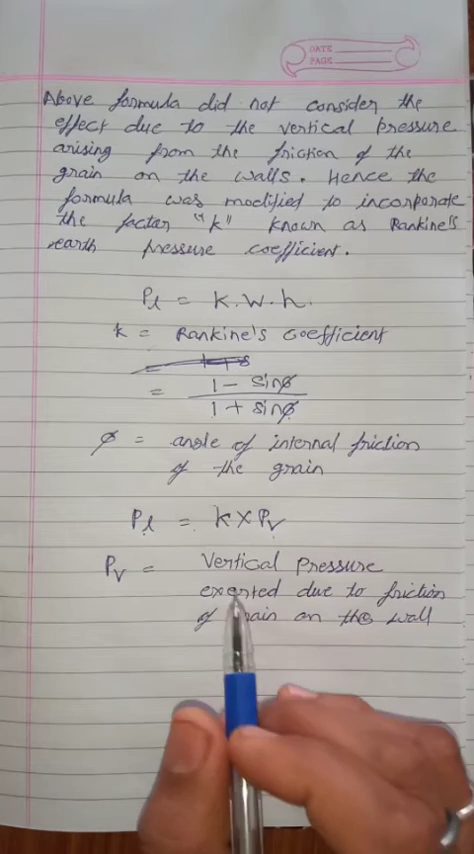 DATE
PAGE
Above formula did not consider the
effect due to the vertical pressure
arising from the friction of the
grain on the walls. Hence the
formula was modified to incorporate
the factor "k" known as Rankine's
earth pressure coefficient.
Pl = K.W.h.
k = Rankine's Coefficient
=
= 1 - sinφ
1 + sinφ
φ = angle of internal friction
of the grain
Pl = k x Pv
Pv = Vertical Pressure
exerted due to friction
of grain on the wall